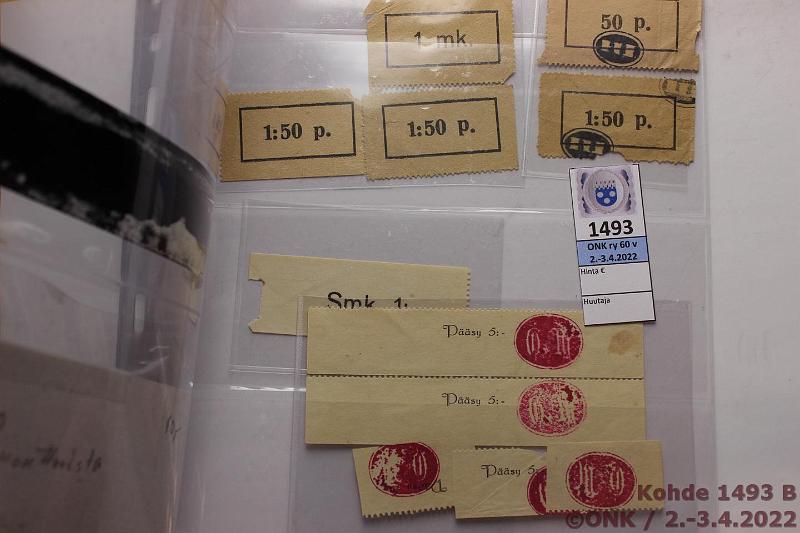 1 mk.
50 p.
1:50 p.
1:50 p.
1:50 p.
1493
ONK ry 60 v
2.-3.4.2022
Hinta €
Huutaja
Smk. 1:
Pääsy 5:-
Pääsy 5:-
Pääsy 5:
Kohde 1493 B
©ONK / 2.-3.4.2022